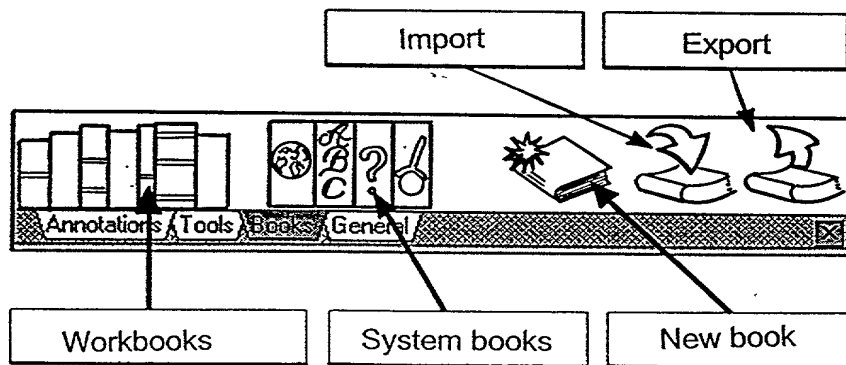 Import
Export
A
B
C
?
Annotations Tools Books General
Workbooks
System books
New book